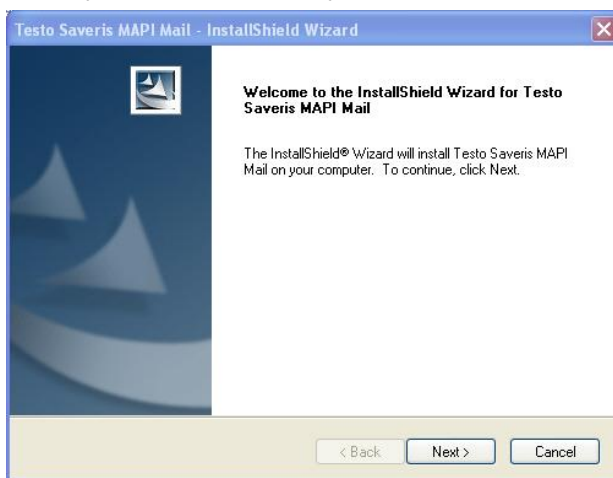 Testo Saveris MAPI Mail - InstallShield Wizard
Welcome to the InstallShield Wizard for Testo
Saveris MAPI Mail
The InstallShield® Wizard will install Testo Saveris MAPI
Mail on your computer. To continue, click Next.
< Back
Next >
Cancel